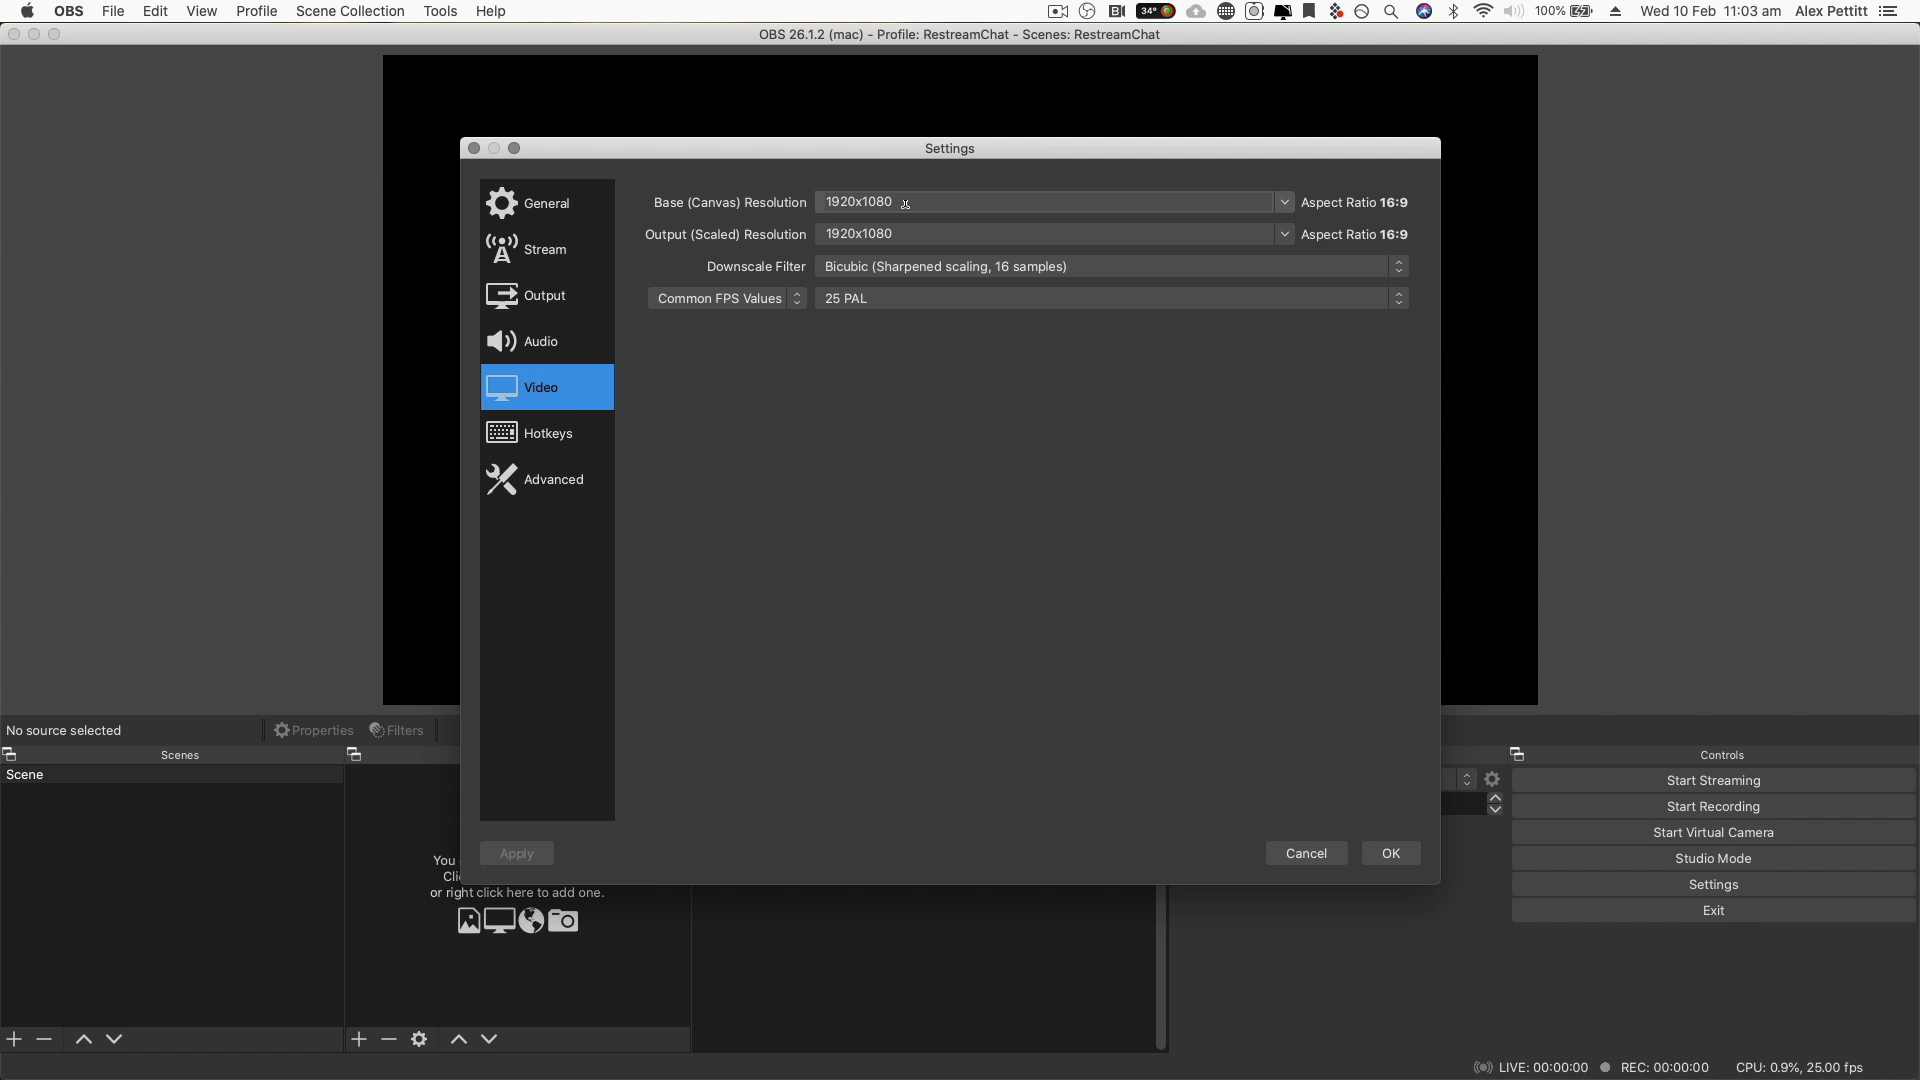 OBS File Edit View Profile Scene Collection Tools Help 34° 100% Wed 10 Feb 11:03 am Alex Pettitt
OBS 26.1.2 (mac) - Profile: RestreamChat - Scenes: RestreamChat
Settings
General
Stream
Output
Audio
Video
Hotkeys
Advanced
Base (Canvas) Resolution 1920x1080 Aspect Ratio 16:9
Output (Scaled) Resolution 1920x1080 Aspect Ratio 16:9
Downscale Filter Bicubic (Sharpened scaling, 16 samples)
Common FPS Values 25 PAL
Apply Cancel OK
No source selected Properties Filters
Scenes
Scene
You
Clic
or right click here to add one.
Controls
Start Streaming
Start Recording
Start Virtual Camera
Studio Mode
Settings
Exit
LIVE: 00:00:00 REC: 00:00:00 CPU: 0.9%, 25.00 fps